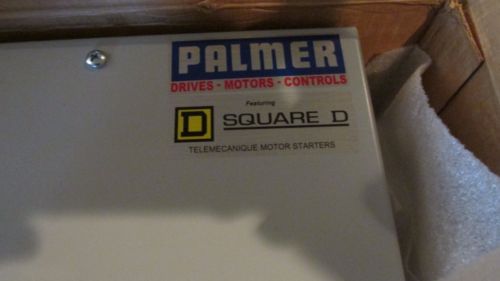 PALMER
DRIVES - MOTORS - CONTROLS
Featuring
D SQUARE D
TELEMECANIQUE MOTOR STARTERS